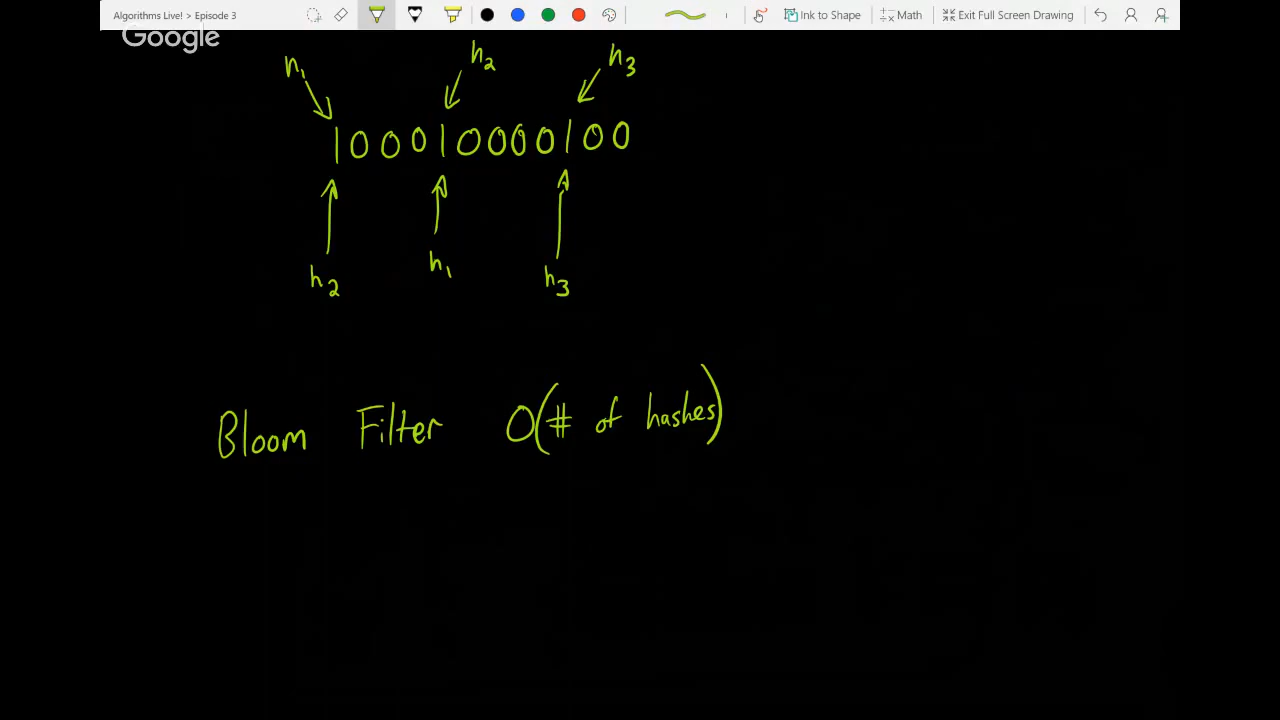 Algorithms Live! > Episode 3
Ink to Shape
Math
Exit Full Screen Drawing
Google
h1 h2 h3
100010000100
h2 h1 h3
Bloom Filter O(# of hashes)